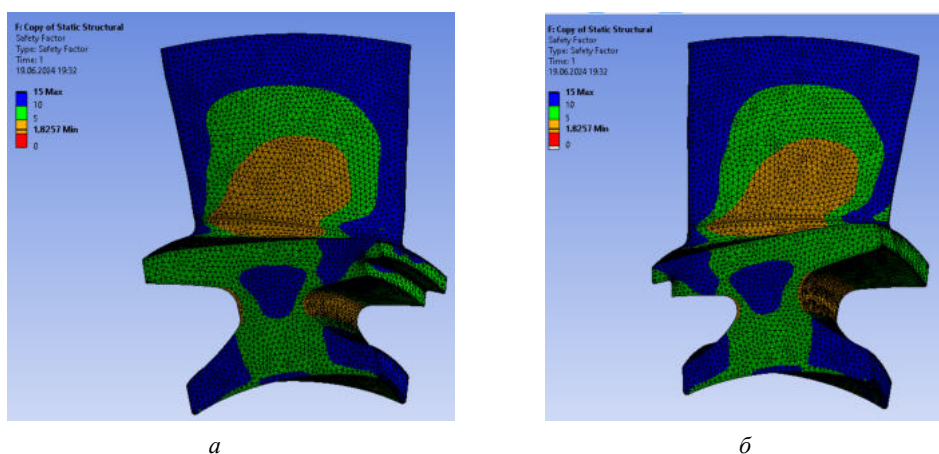 F: Copy of Static Structural
Safety Factor
Type: Safety Factor
Time: 1
19.06.2024 19:32
15 Max
10
5
1,8257 Min
0
F: Copy of Static Structural
Safety Factor
Type: Safety Factor
Time: 1
19.06.2024 19:32
15 Max
10
5
1,8257 Min
0
а
б